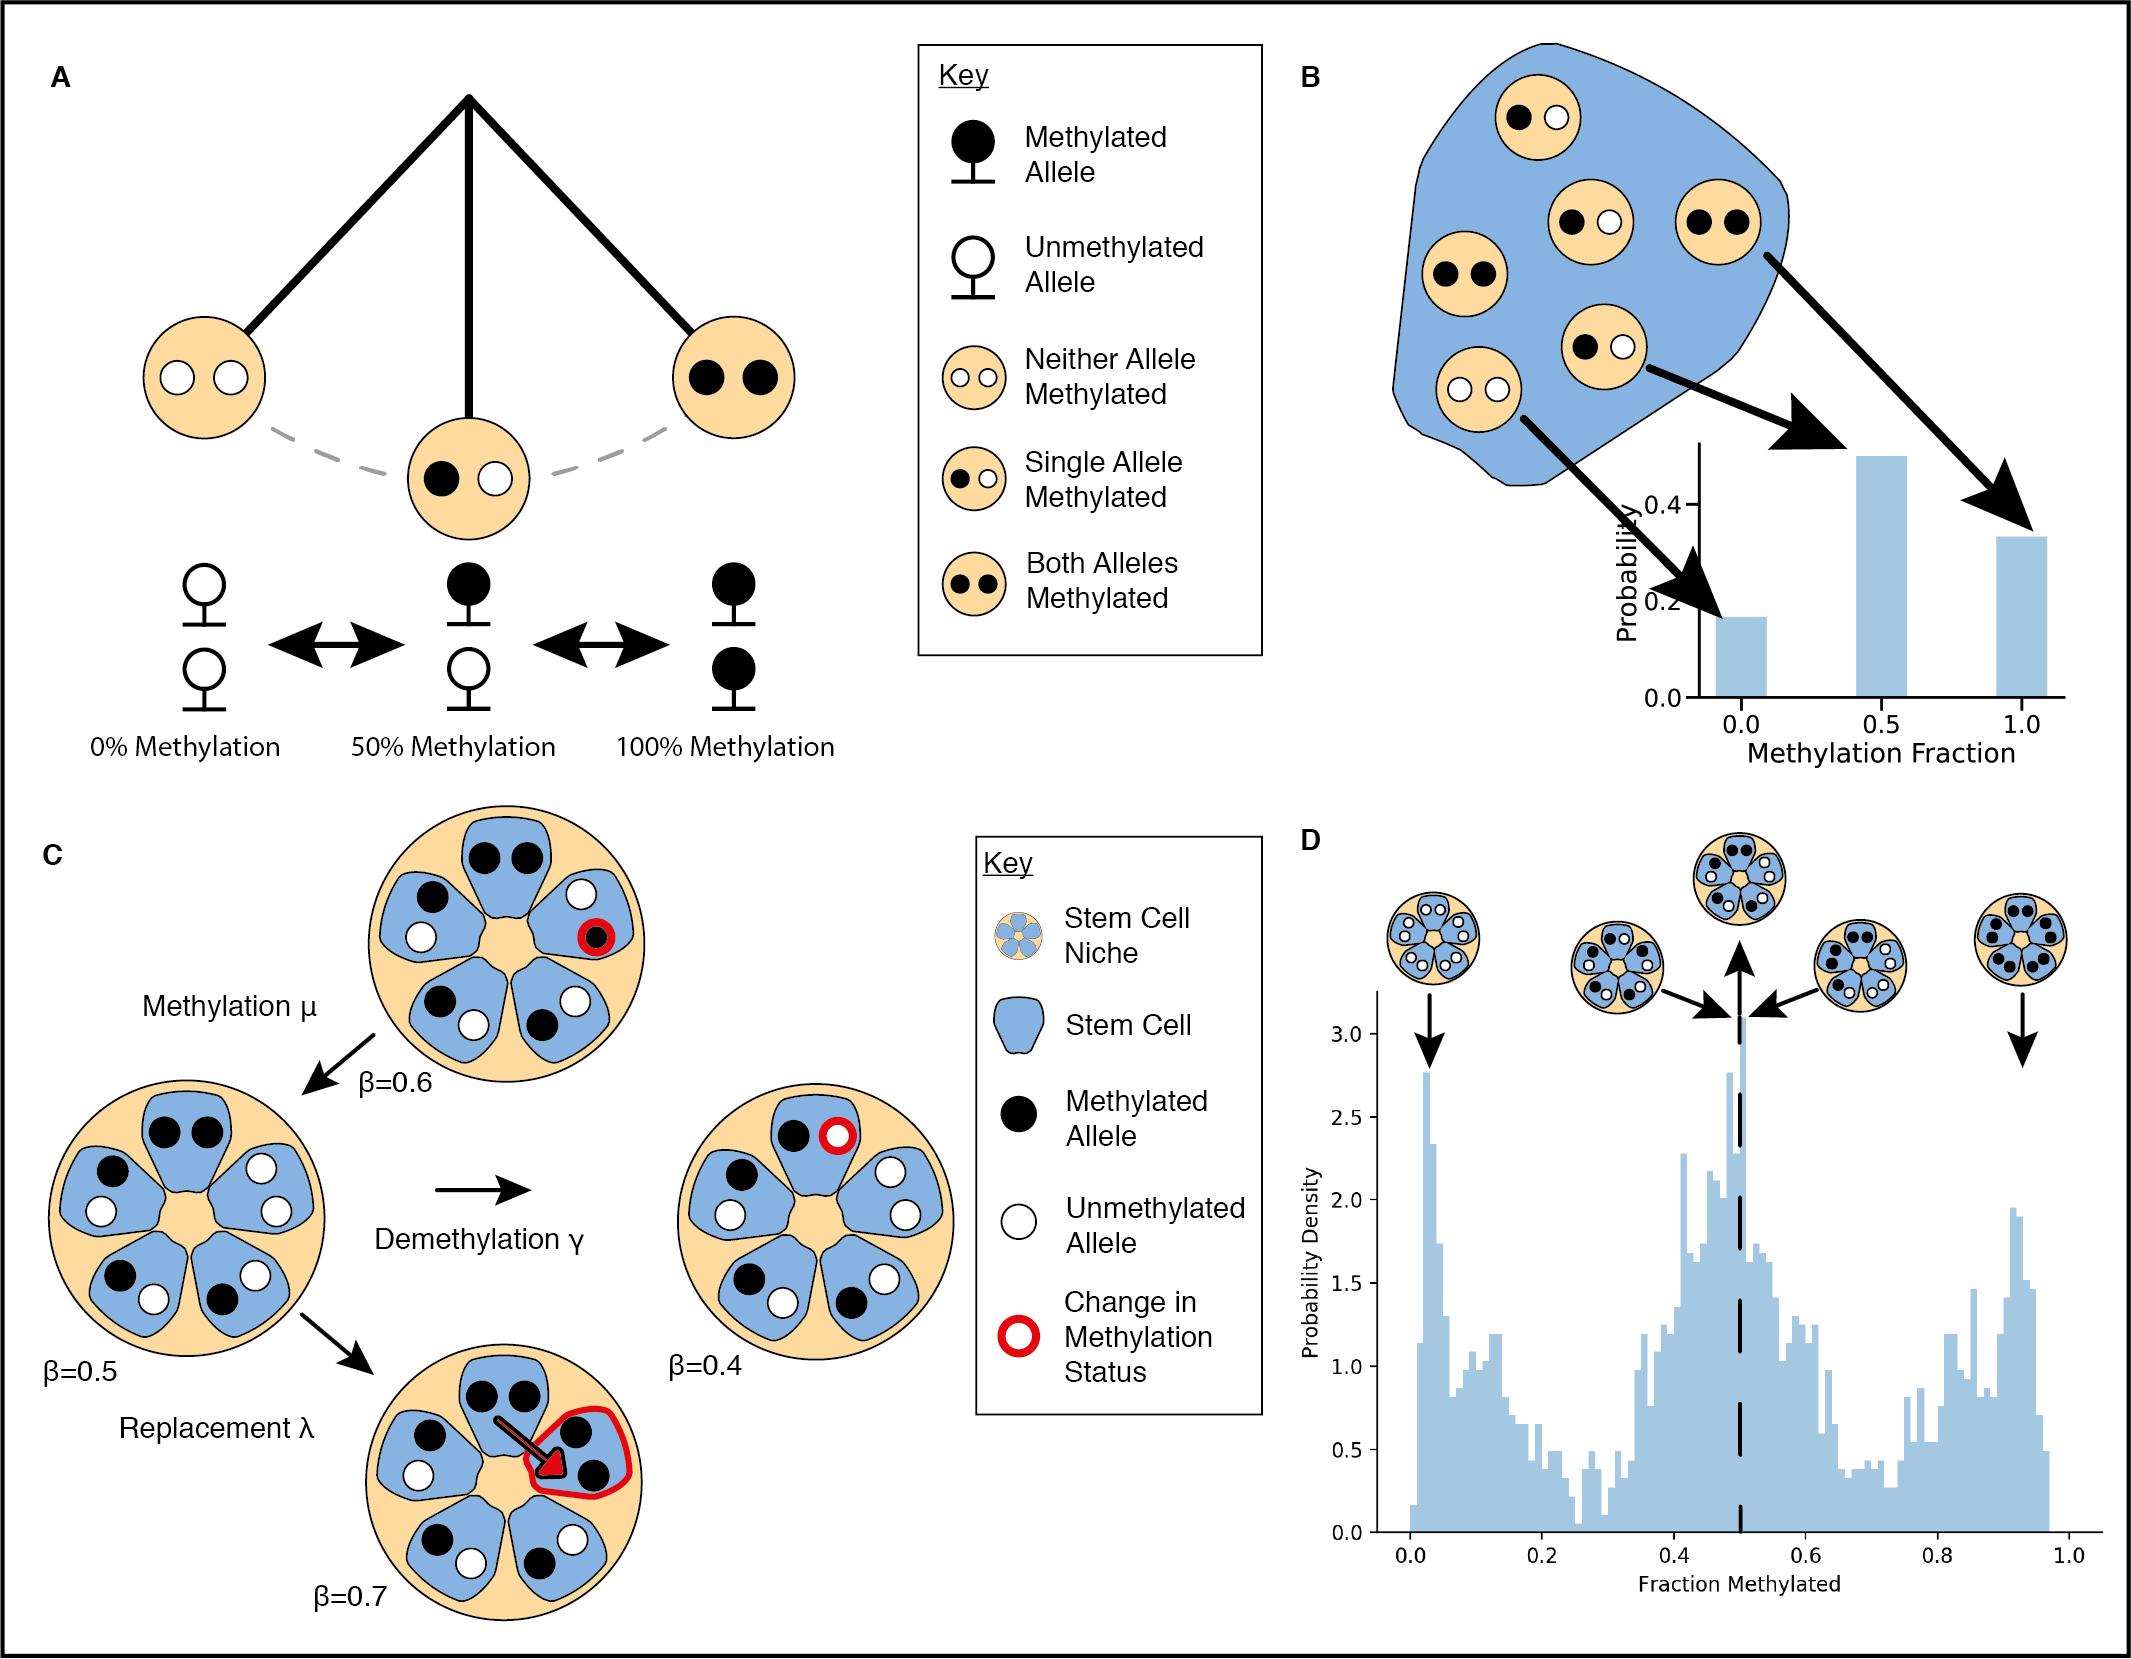 A
0% Methylation
50% Methylation
100% Methylation
Key
Methylated
Allele
Unmethylated
Allele
Neither Allele
Methylated
Single Allele
Methylated
Both Alleles
Methylated
B
Probability
0.4
0.2
0.0
0.0
0.5
1.0
Methylation Fraction
C
Methylation μ
β=0.6
Demethylation γ
β=0.5
β=0.4
Replacement λ
β=0.7
Key
Stem Cell
Niche
Stem Cell
Methylated
Allele
Unmethylated
Allele
Change in
Methylation
Status
D
Probability Density
3.0
2.5
2.0
1.5
1.0
0.5
0.0
0.0
0.2
0.4
0.6
0.8
1.0
Fraction Methylated